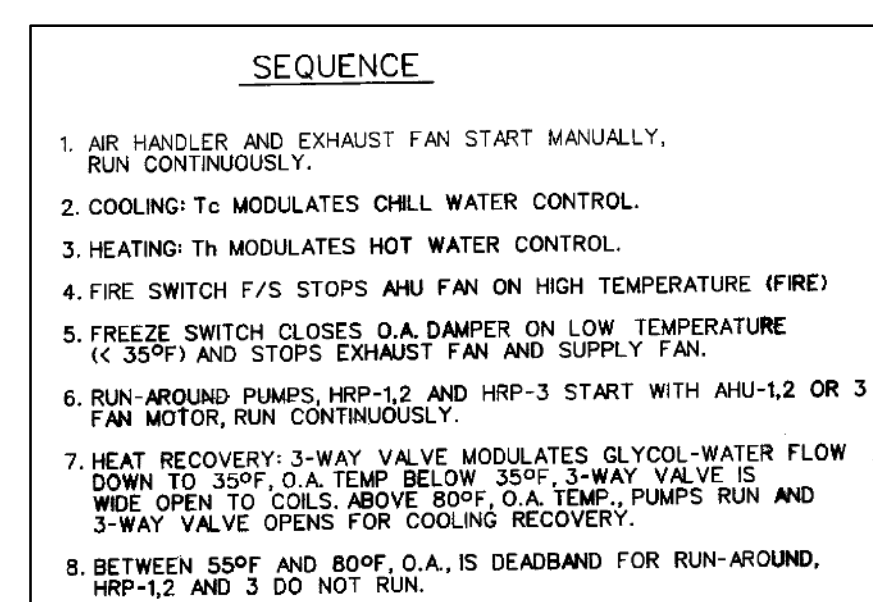 SEQUENCE
1. AIR HANDLER AND EXHAUST FAN START MANUALLY,
RUN CONTINUOUSLY.
2. COOLING: Tc MODULATES CHILL WATER CONTROL.
3. HEATING: Th MODULATES HOT WATER CONTROL.
4. FIRE SWITCH F/S STOPS AHU FAN ON HIGH TEMPERATURE (FIRE)
5. FREEZE SWITCH CLOSES O.A. DAMPER ON LOW TEMPERATURE
(< 35°F) AND STOPS EXHAUST FAN AND SUPPLY FAN.
6. RUN-AROUND PUMPS, HRP-1,2 AND HRP-3 START WITH AHU-1,2 OR 3
FAN MOTOR, RUN CONTINUOUSLY.
7. HEAT RECOVERY: 3-WAY VALVE MODULATES GLYCOL-WATER FLOW
DOWN TO 35°F, O.A. TEMP BELOW 35°F, 3-WAY VALVE IS
WIDE OPEN TO COILS. ABOVE 80°F, O.A. TEMP., PUMPS RUN AND
3-WAY VALVE OPENS FOR COOLING RECOVERY.
8. BETWEEN 55°F AND 80°F, O.A., IS DEADBAND FOR RUN-AROUND,
HRP-1,2 AND 3 DO NOT RUN.